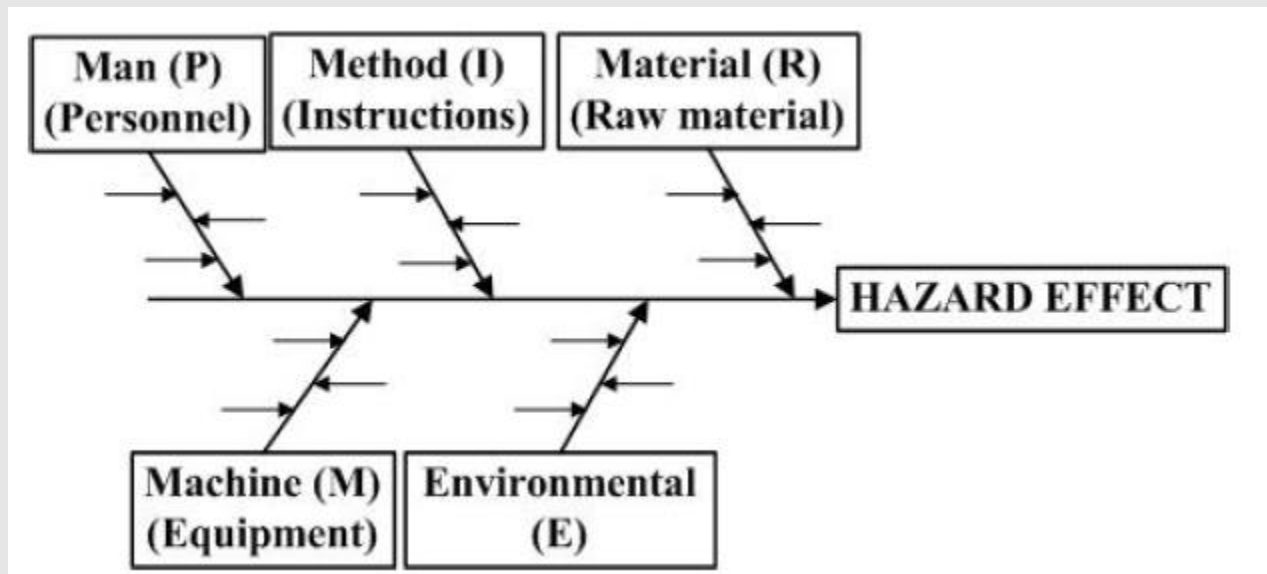 Man (P)
(Personnel)
Method (I)
(Instructions)
Material (R)
(Raw material)
HAZARD EFFECT
Machine (M)
(Equipment)
Environmental
(E)